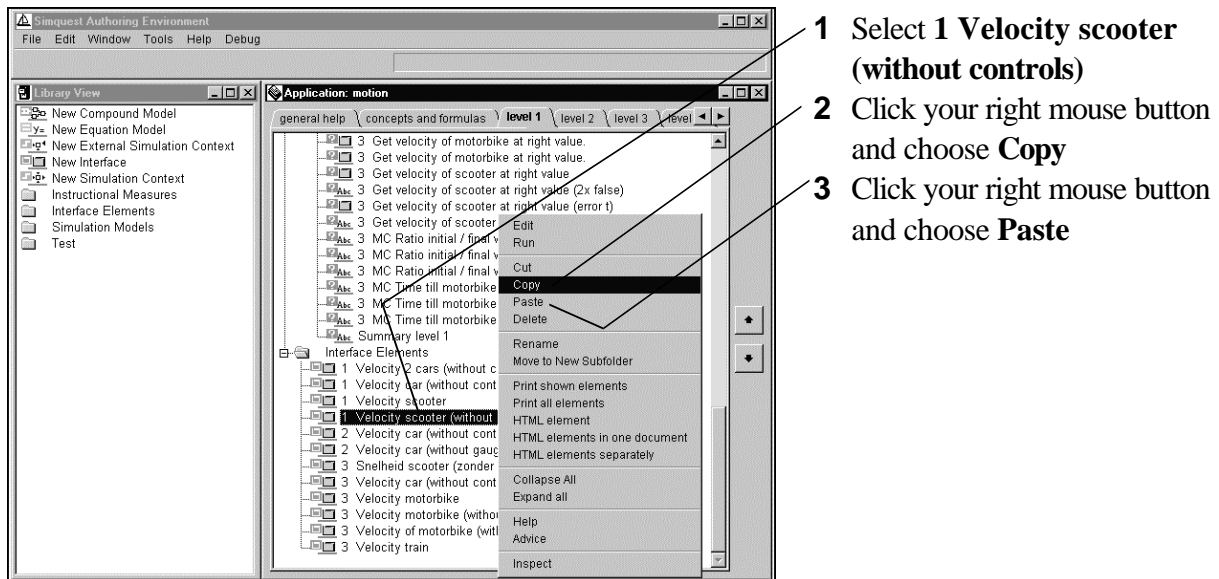 Simquest Authoring Environment
File Edit Window Tools Help Debug
Library View
New Compound Model
New Equation Model
New External Simulation Context
New Interface
New Simulation Context
Instructional Measures
Interface Elements
Simulation Models
Test
Application: motion
general help concepts and formulas level 1 level 2 level 3 level
3 Get velocity of motorbike at right value.
3 Get velocity of motorbike at right value.
3 Get velocity of scooter at right value
3 Get velocity of scooter at right value (2x false)
3 Get velocity of scooter at right value (error t)
3 Get velocity of scooter
3 MC Ratio initial / final v
3 MC Ratio initial / final v
3 MC Ratio initial / final v
3 MC Time till motorbike
3 MC Time till motorbike
3 MC Time till motorbike
Summary level 1
Interface Elements
1 Velocity 2 cars (without c
1 Velocity car (without cont
1 Velocity scooter
1 Velocity scooter (without
2 Velocity car (without cont
2 Velocity car (without gaug
3 Snelheid scooter (zonder
3 Velocity car (without cont
3 Velocity motorbike
3 Velocity motorbike (withou
3 Velocity of motorbike (with
3 Velocity train
Edit
Run
Cut
Copy
Paste
Delete
Rename
Move to New Subfolder
Print shown elements
Print all elements
HTML element
HTML elements in one document
HTML elements separately
Collapse All
Expand all
Help
Advice
Inspect
1 Select 1 Velocity scooter
(without controls)
2 Click your right mouse button
and choose Copy
3 Click your right mouse button
and choose Paste